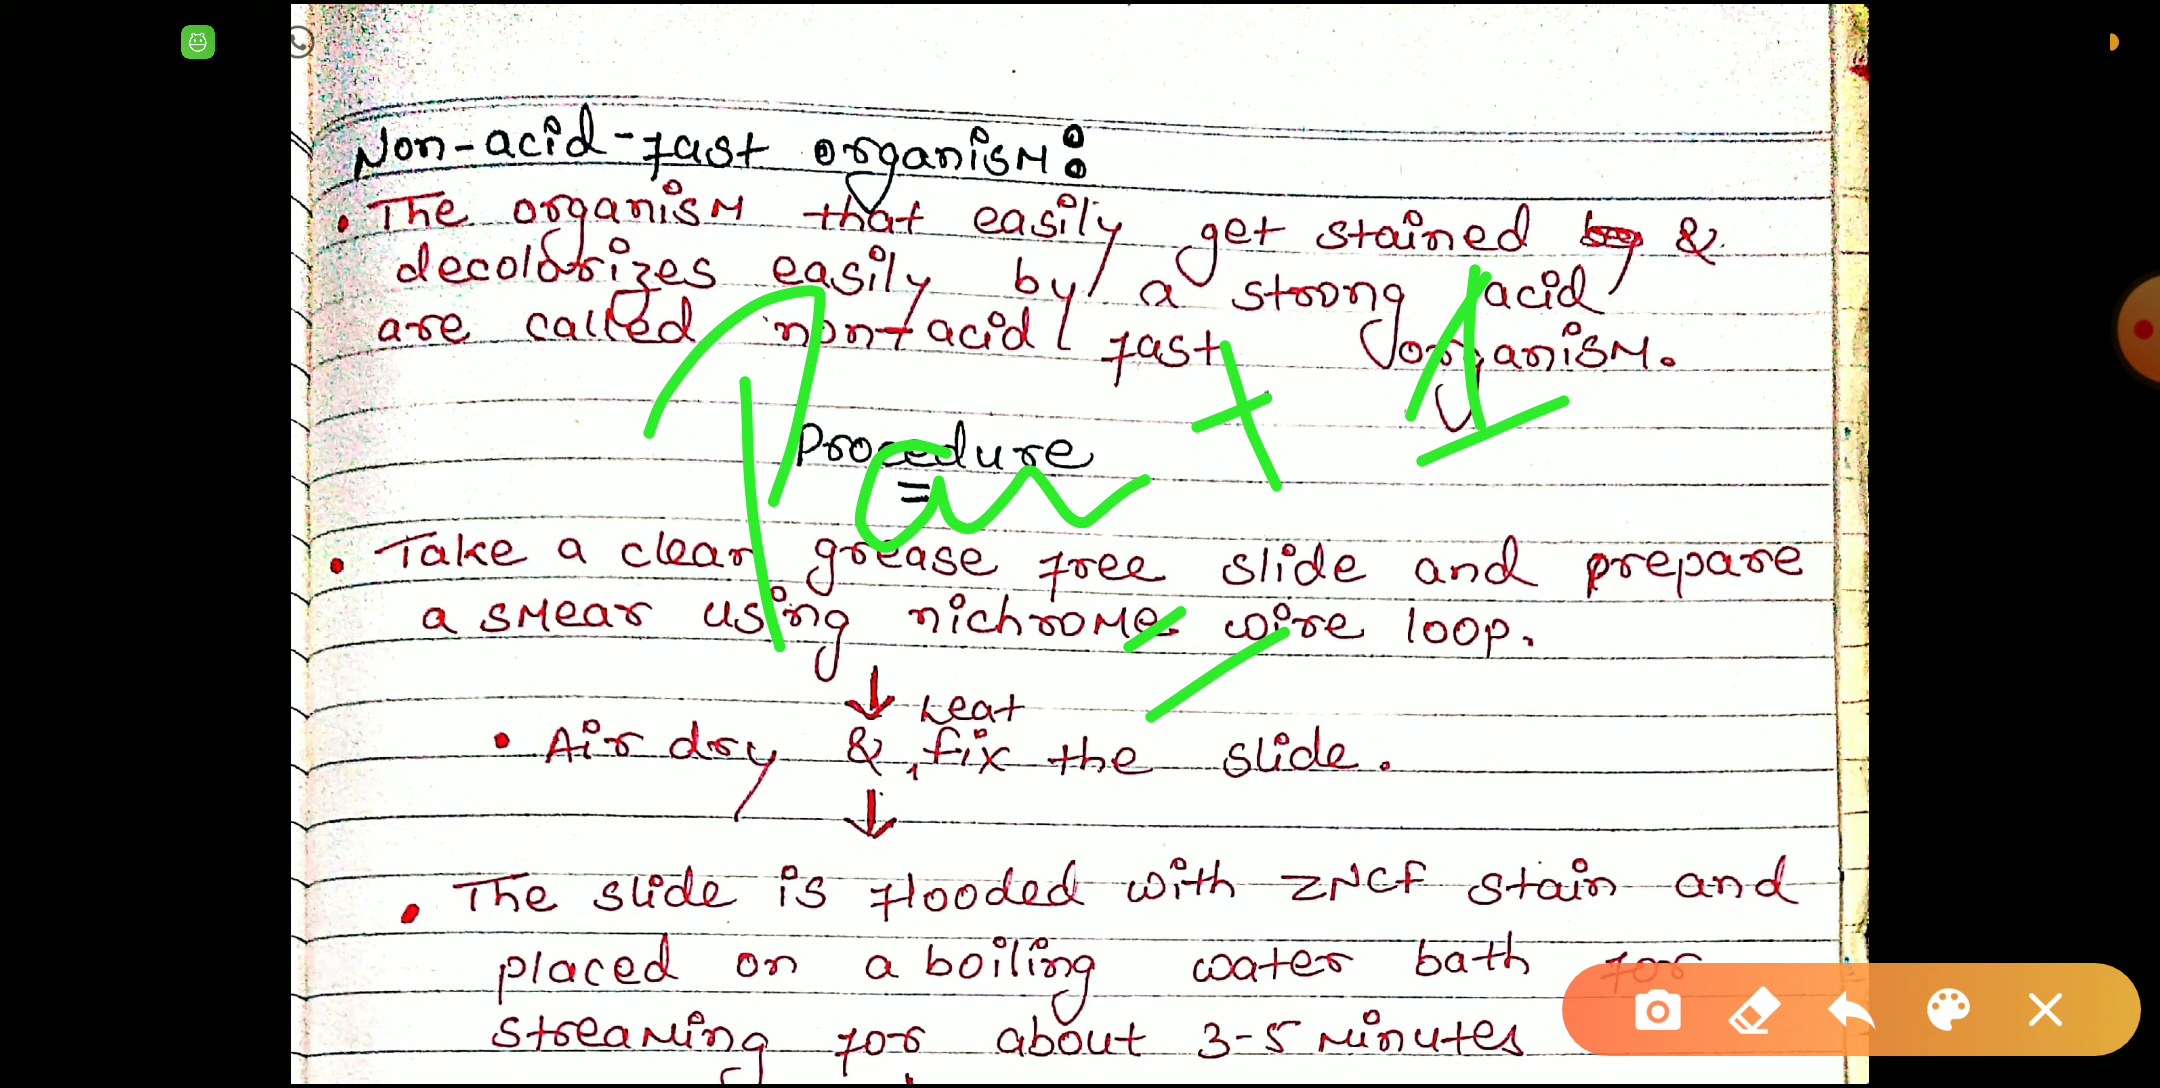 Non-acid-fast organism:
• The organism that easily get stained &
decolorizes easily by a strong acid
are called non-acid fast organism.
Part 1
Procedure
=
• Take a clean grease free slide and prepare
a smear using nichrome wire loop.
↓
heat
• Air dry & fix the slide.
↓
• The slide is flooded with ZNCF stain and
placed on a boiling water bath for
streaming for about 3-5 minutes